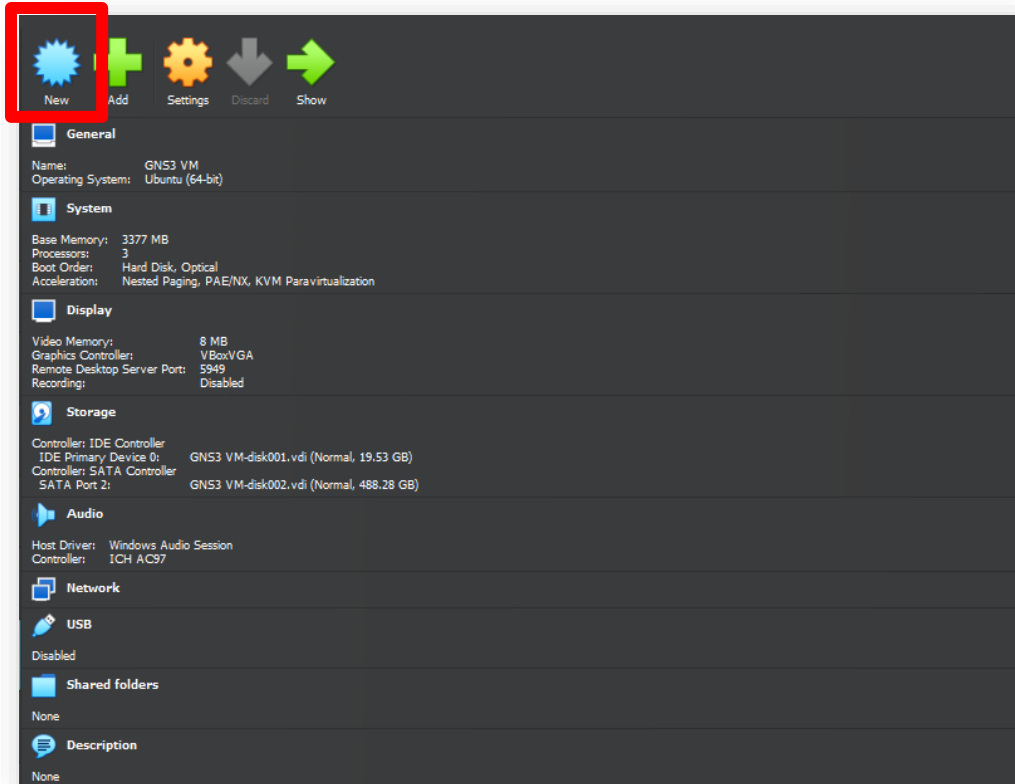 New Add Settings Discard Show
General
Name: GNS3 VM
Operating System: Ubuntu (64-bit)
System
Base Memory: 3377 MB
Processors: 3
Boot Order: Hard Disk, Optical
Acceleration: Nested Paging, PAE/NX, KVM Paravirtualization
Display
Video Memory: 8 MB
Graphics Controller: VBoxVGA
Remote Desktop Server Port: 5949
Recording: Disabled
Storage
Controller: IDE Controller
IDE Primary Device 0: GNS3 VM-disk001.vdi (Normal, 19.53 GB)
Controller: SATA Controller
SATA Port 2: GNS3 VM-disk002.vdi (Normal, 488.28 GB)
Audio
Host Driver: Windows Audio Session
Controller: ICH AC97
Network
USB
Disabled
Shared folders
None
Description
None